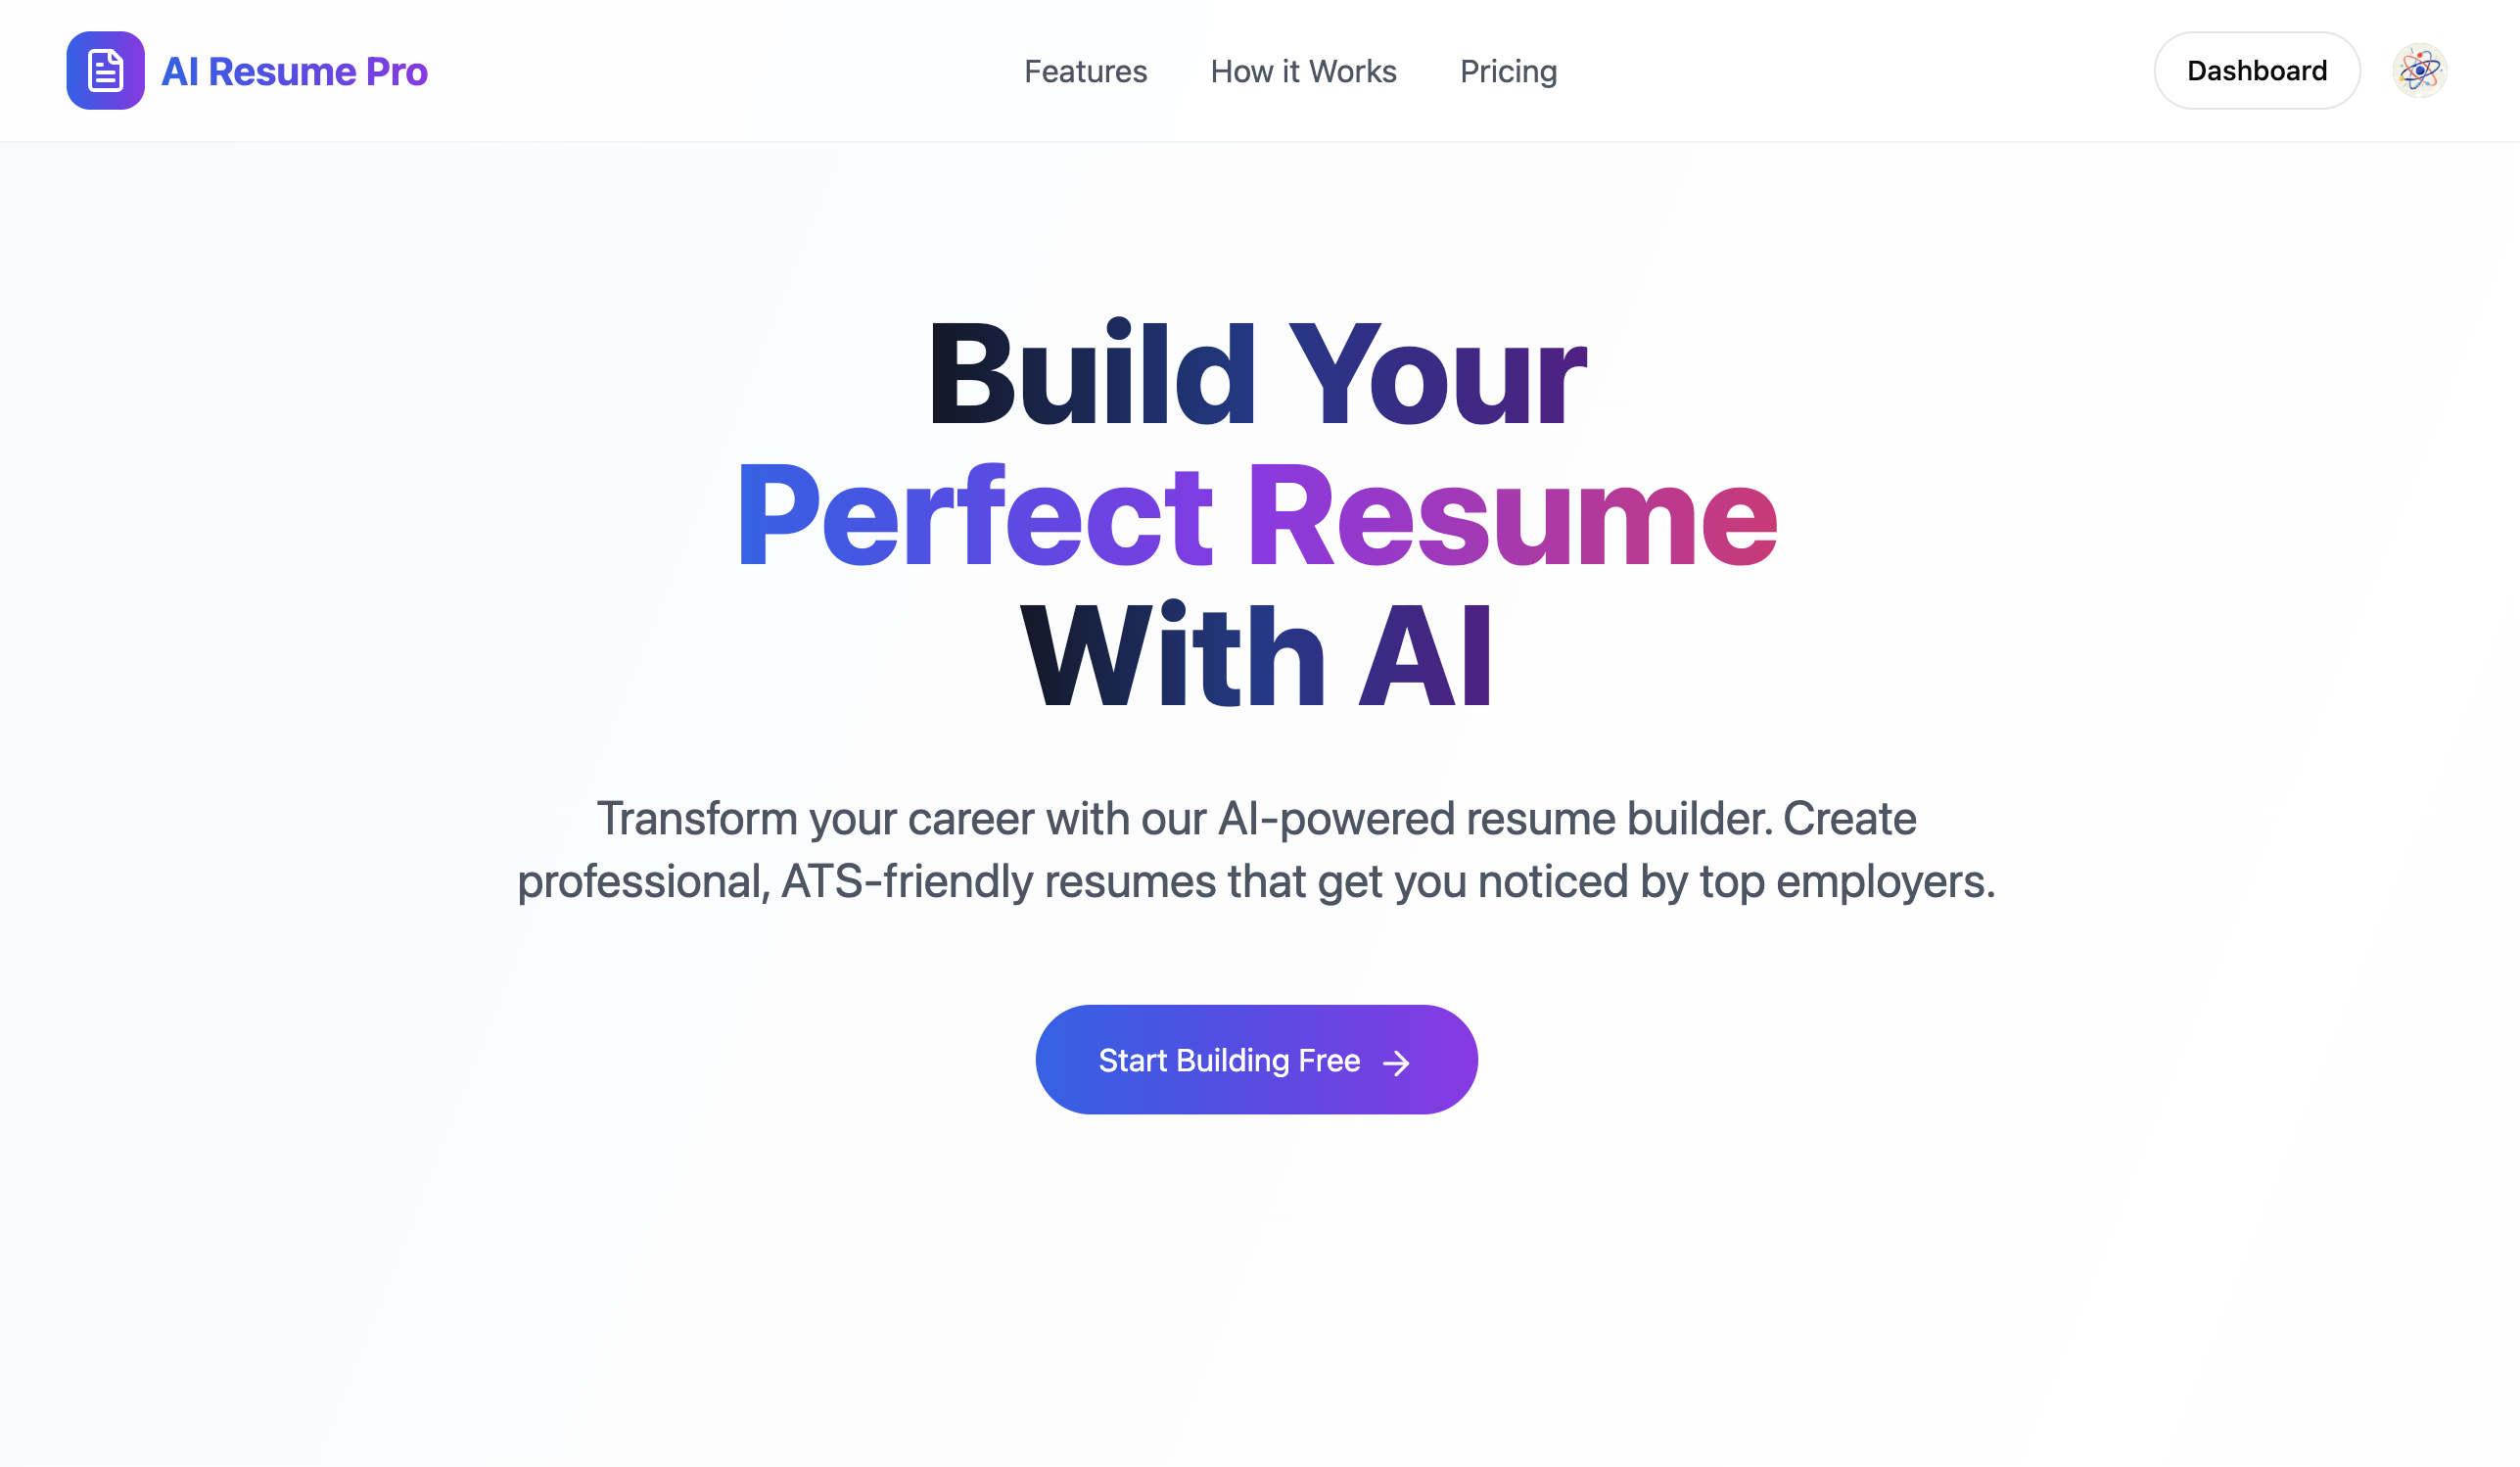 AI Resume Pro
Features
How it Works
Pricing
Dashboard
Build Your
Perfect Resume
With AI
Transform your career with our AI-powered resume builder. Create
professional, ATS-friendly resumes that get you noticed by top employers.
Start Building Free